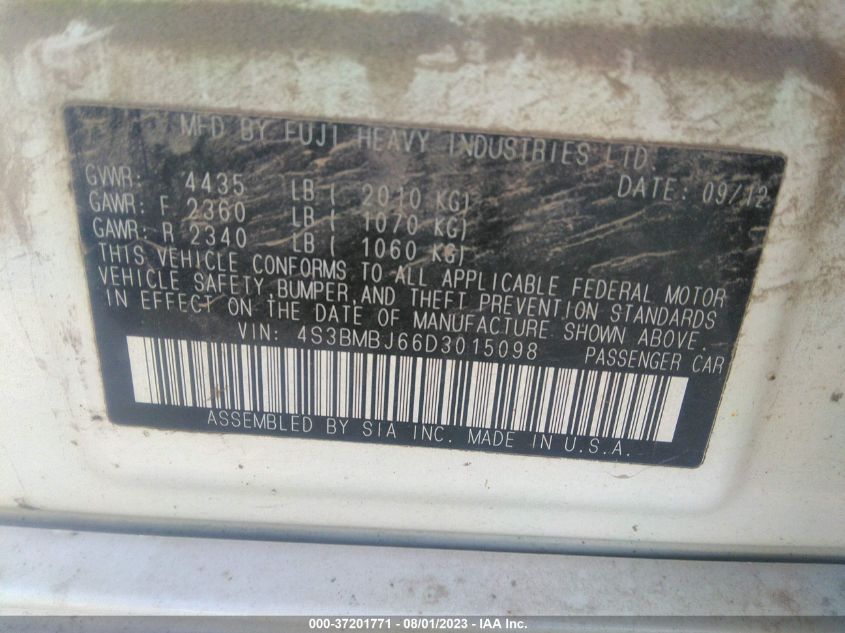 MFD BY FUJI HEAVY INDUSTRIES LTD.
GVWR: 4435 LB ( 2010 KG) DATE: 09/12
GAWR: F 2360 LB ( 1070 KG)
GAWR: R 2340 LB ( 1060 KG)
THIS VEHICLE CONFORMS TO ALL APPLICABLE FEDERAL MOTOR
VEHICLE SAFETY, BUMPER, AND THEFT PREVENTION STANDARDS
IN EFFECT ON THE DATE OF MANUFACTURE SHOWN ABOVE.
VIN: 4S3BMBJ66D3015098 PASSENGER CAR
ASSEMBLED BY SIA INC. MADE IN U.S.A.
000-37201771 - 08/01/2023 - IAA Inc.